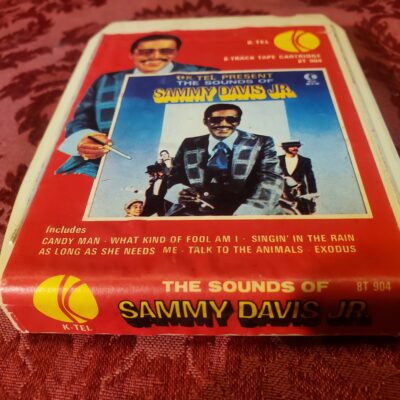 K-TEL
8-TRACK TAPE CARTRIDGE
8T 904
K-TEL PRESENT
THE SOUNDS OF
SAMMY DAVIS JR.
Includes
CANDY MAN · WHAT KIND OF FOOL AM I · SINGIN' IN THE RAIN
AS LONG AS SHE NEEDS ME · TALK TO THE ANIMALS · EXODUS
THE SOUNDS OF 8T 904
SAMMY DAVIS JR.
K-TEL